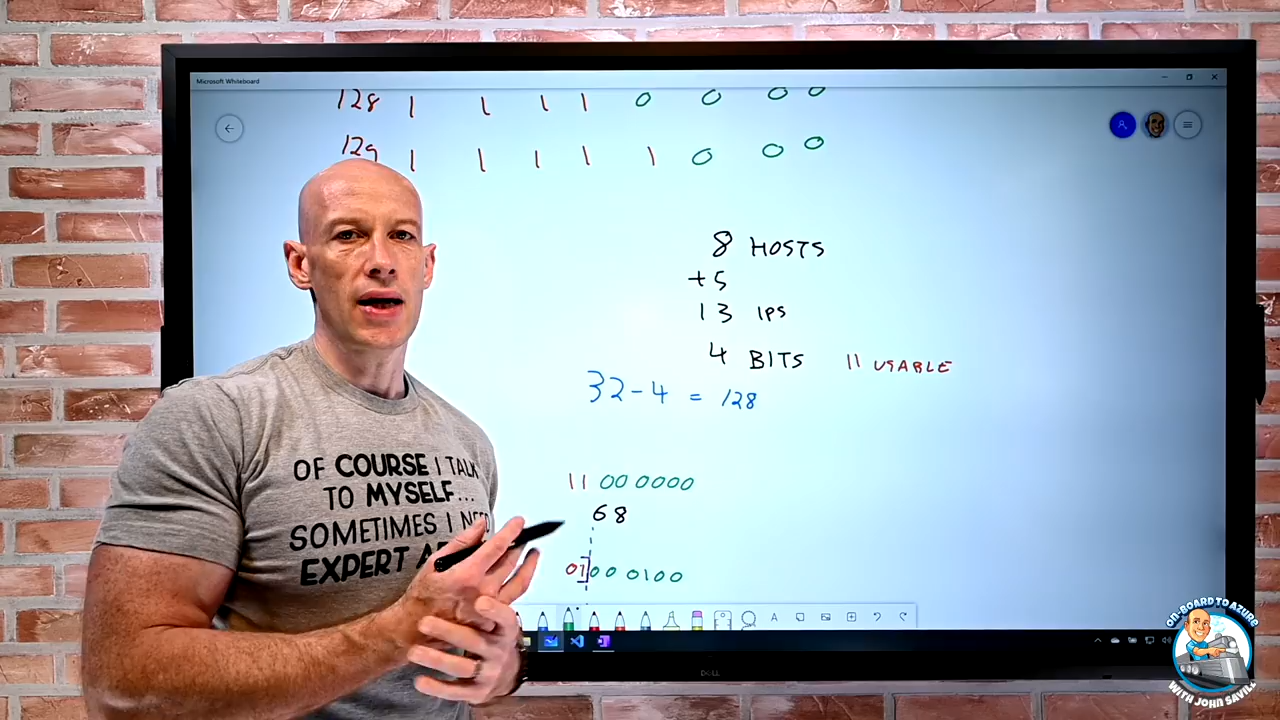 Microsoft Whiteboard
128 1 1 1 1 0 0 0 0
129 1 1 1 1 1 0 0 0
8 HOSTS
+5
13 IPS
4 BITS 11 USABLE
32-4 = 128
11 00 0000
68
01 00 0100
OF COURSE I TALK
TO MYSELF...
SOMETIMES I NEED
EXPERT
DELL
ON-BOARD TO AZURE
WITH JOHN SAVILL